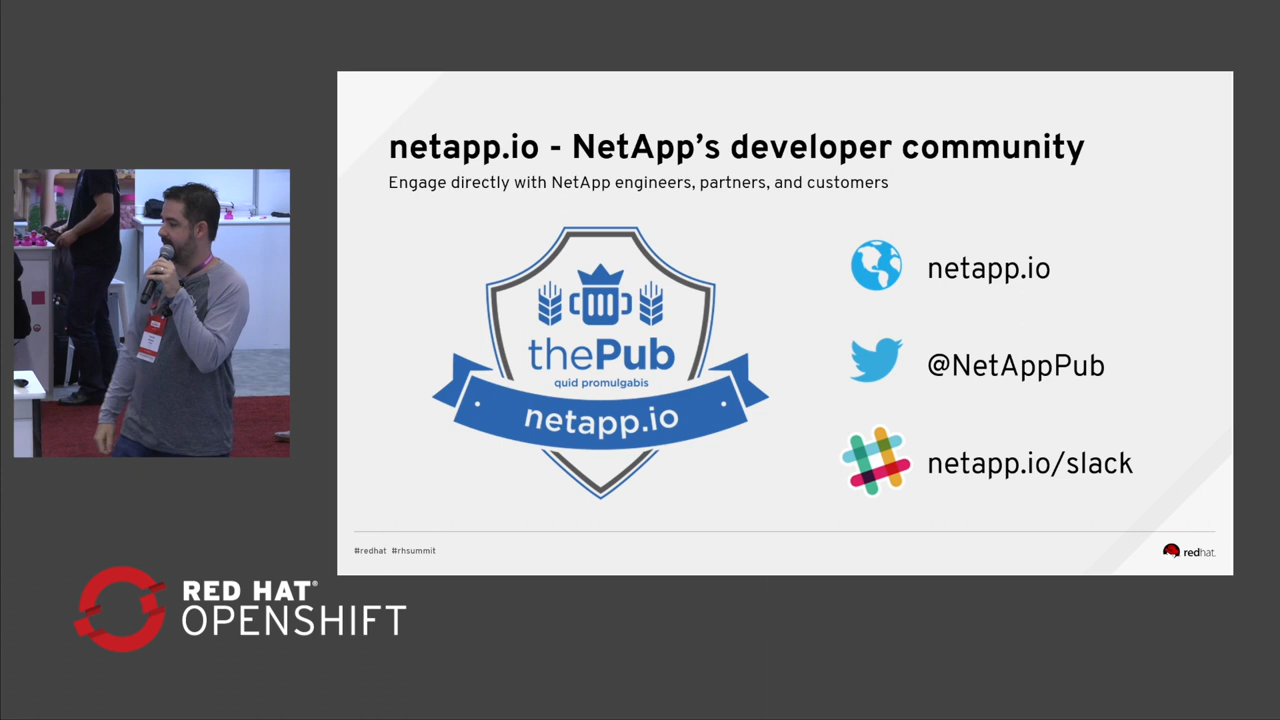 netapp.io - NetApp's developer community
Engage directly with NetApp engineers, partners, and customers
thePub
quid promulgabis
netapp.io
netapp.io
@NetAppPub
netapp.io/slack
#redhat #rhsummit
redhat.
RED HAT®
OPENSHIFT